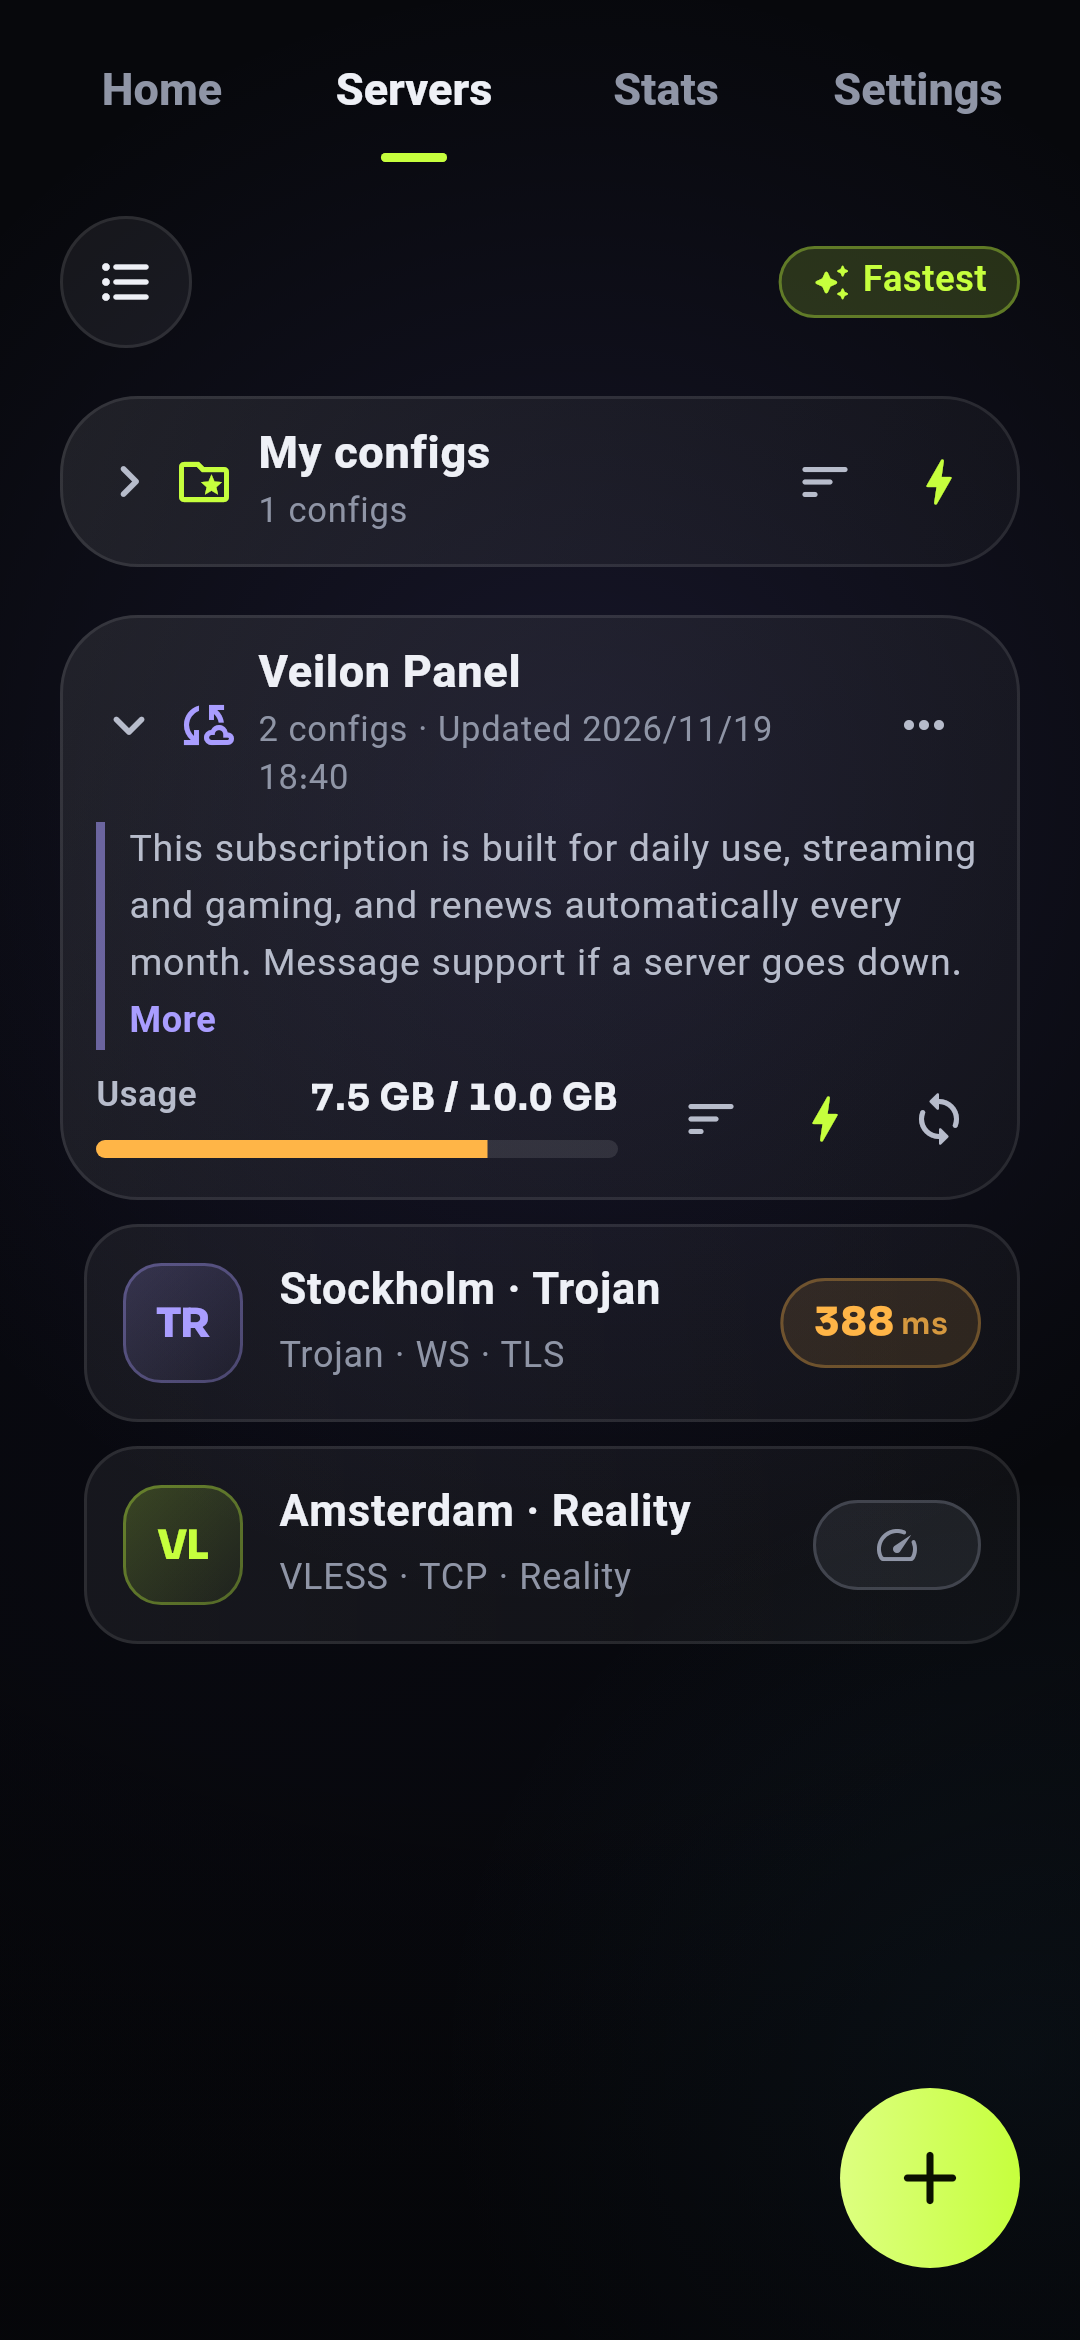 Home Servers Stats Settings
Fastest
My configs
1 configs
Veilon Panel
2 configs · Updated 2026/11/19
18:40
This subscription is built for daily use, streaming
and gaming, and renews automatically every
month. Message support if a server goes down.
More
Usage 7.5 GB / 10.0 GB
TR
Stockholm · Trojan
Trojan · WS · TLS
388 ms
VL
Amsterdam · Reality
VLESS · TCP · Reality